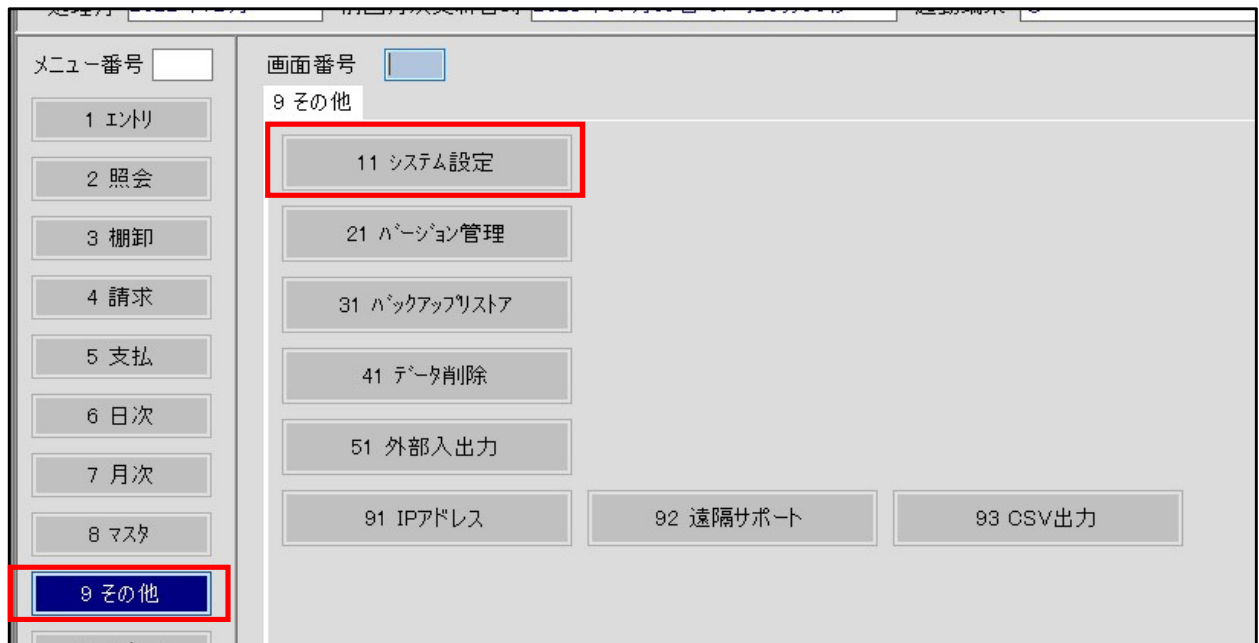 メニュー番号
画面番号
9 その他
1 ｴﾝﾄﾘ
2 照会
3 棚卸
4 請求
5 支払
6 日次
7 月次
8 ﾏｽﾀ
9 その他
11 ｼｽﾃﾑ設定
21 ﾊﾞｰｼﾞｮﾝ管理
31 ﾊﾞｯｸｱｯﾌﾟﾘｽﾄｱ
41 ﾃﾞｰﾀ削除
51 外部入出力
91 IPｱﾄﾞﾚｽ
92 遠隔ｻﾎﾟｰﾄ
93 CSV出力